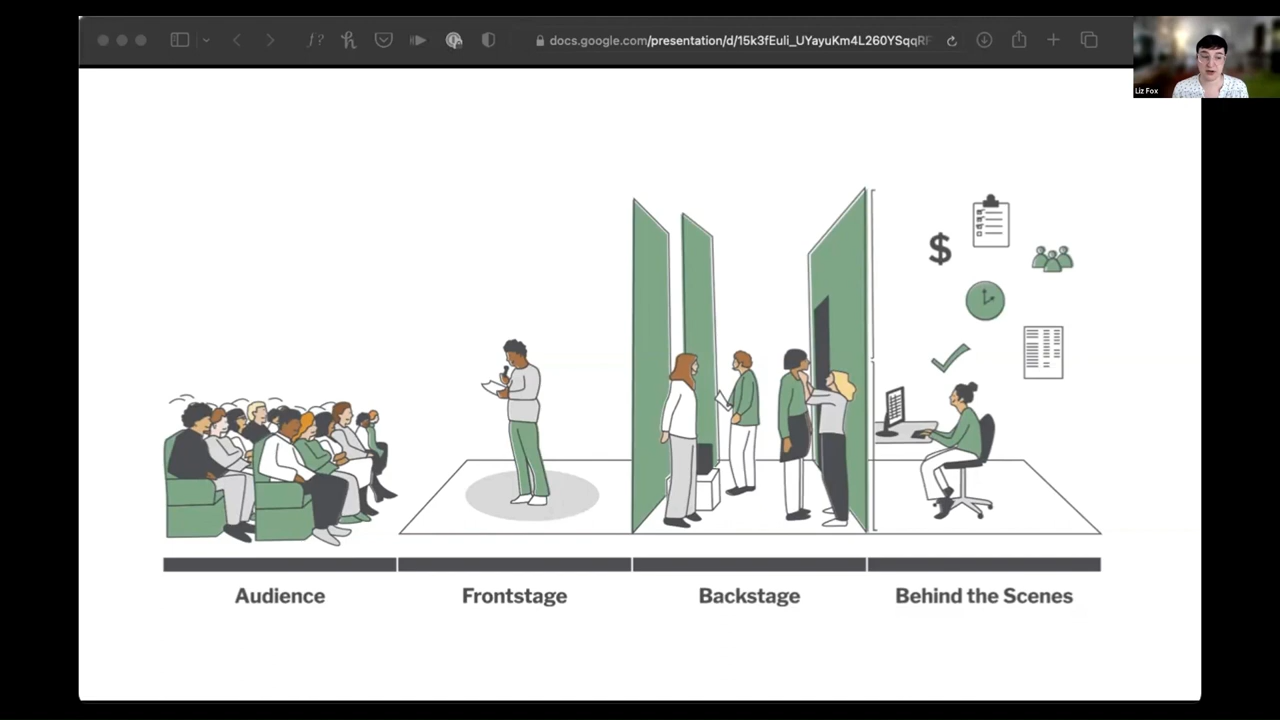 docs.google.com/presentation/d/15k3fEuli_UYayuKm4L260YSqqRF
Liz Fox
$
Audience
Frontstage
Backstage
Behind the Scenes